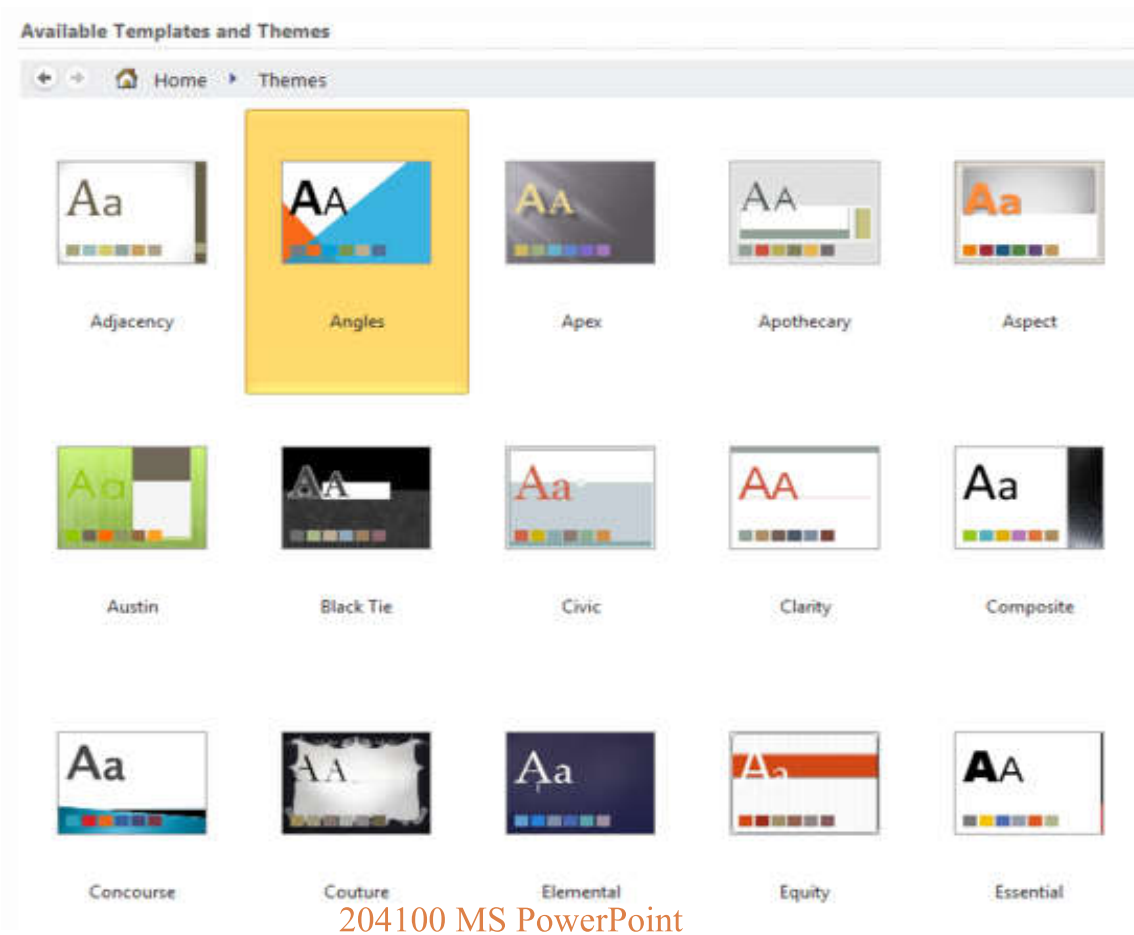 Available Templates and Themes
Home Themes
Aa AA AA AA Aa
Adjacency Angles Apex Apothecary Aspect
Aa AA Aa AA Aa
Austin Black Tie Civic Clarity Composite
Aa AA Aa Aa AA
Concourse Couture Elemental Equity Essential
204100 MS PowerPoint